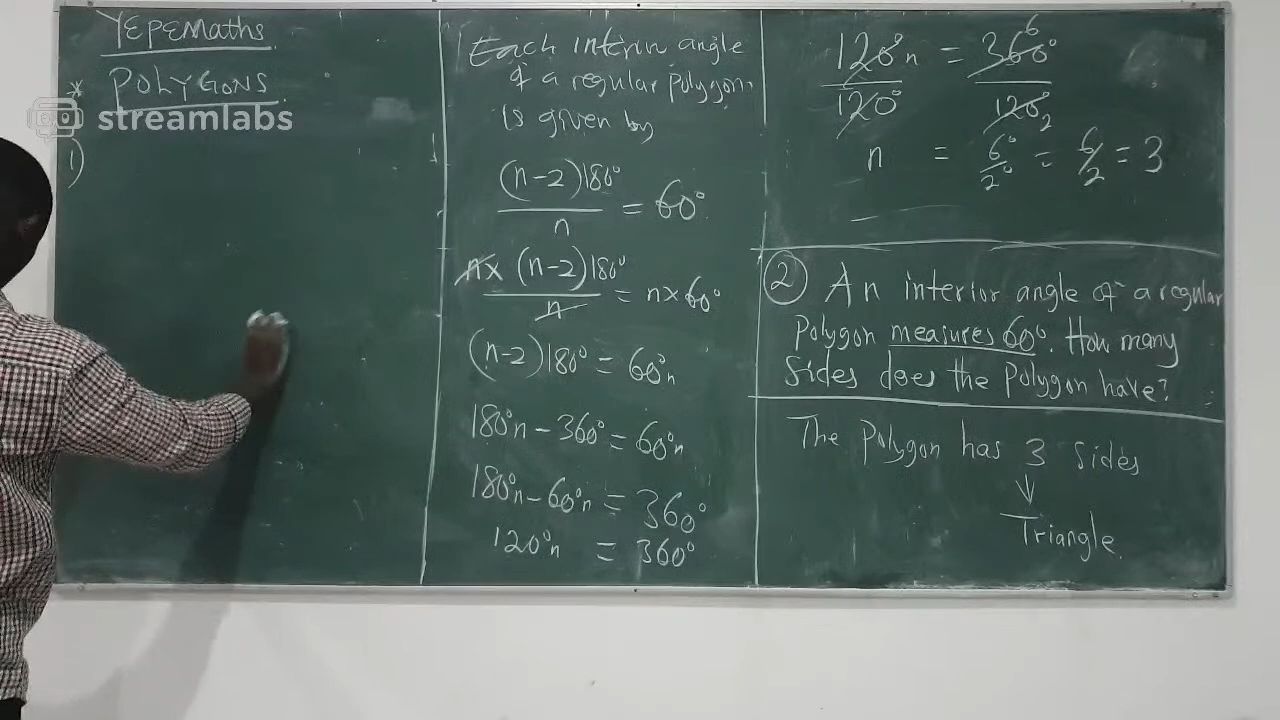 YEPEMaths
* POLYGONS
streamlabs
1)
Each interior angle
of a regular polygon
is given by
(n-2)180° / n = 60°
n x (n-2)180° / n = n x 60°
(n-2)180° = 60°n
180°n - 360° = 60°n
180°n - 60°n = 360°
120°n = 360°
120°n / 120° = 360° / 120° 6 2
n = 6° / 2° = 6/2 = 3
② An interior angle of a regular
Polygon measures 60°. How many
Sides does the Polygon have?
The Polygon has 3 Sides
↓
Triangle.